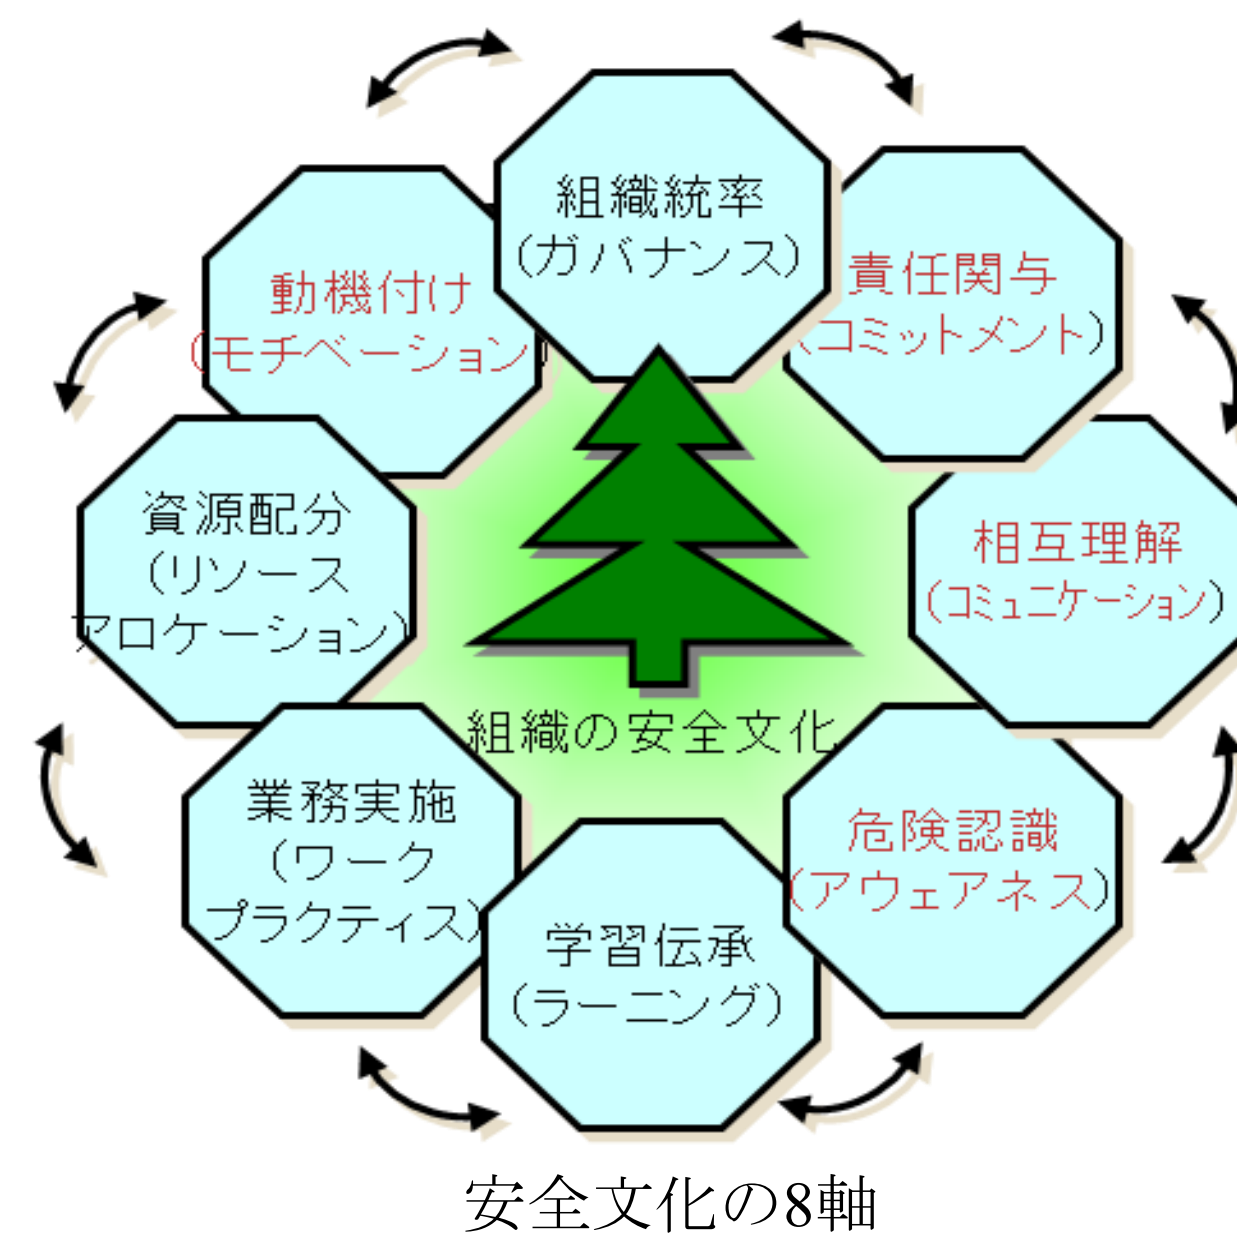 組織統率
(ガバナンス)
責任関与
(コミットメント)
相互理解
(コミュニケーション)
危険認識
(アウェアネス)
学習伝承
(ラーニング)
業務実施
(ワーク
プラクティス)
資源配分
(リソース
アロケーション)
動機付け
(モチベーション)
組織の安全文化
安全文化の8軸